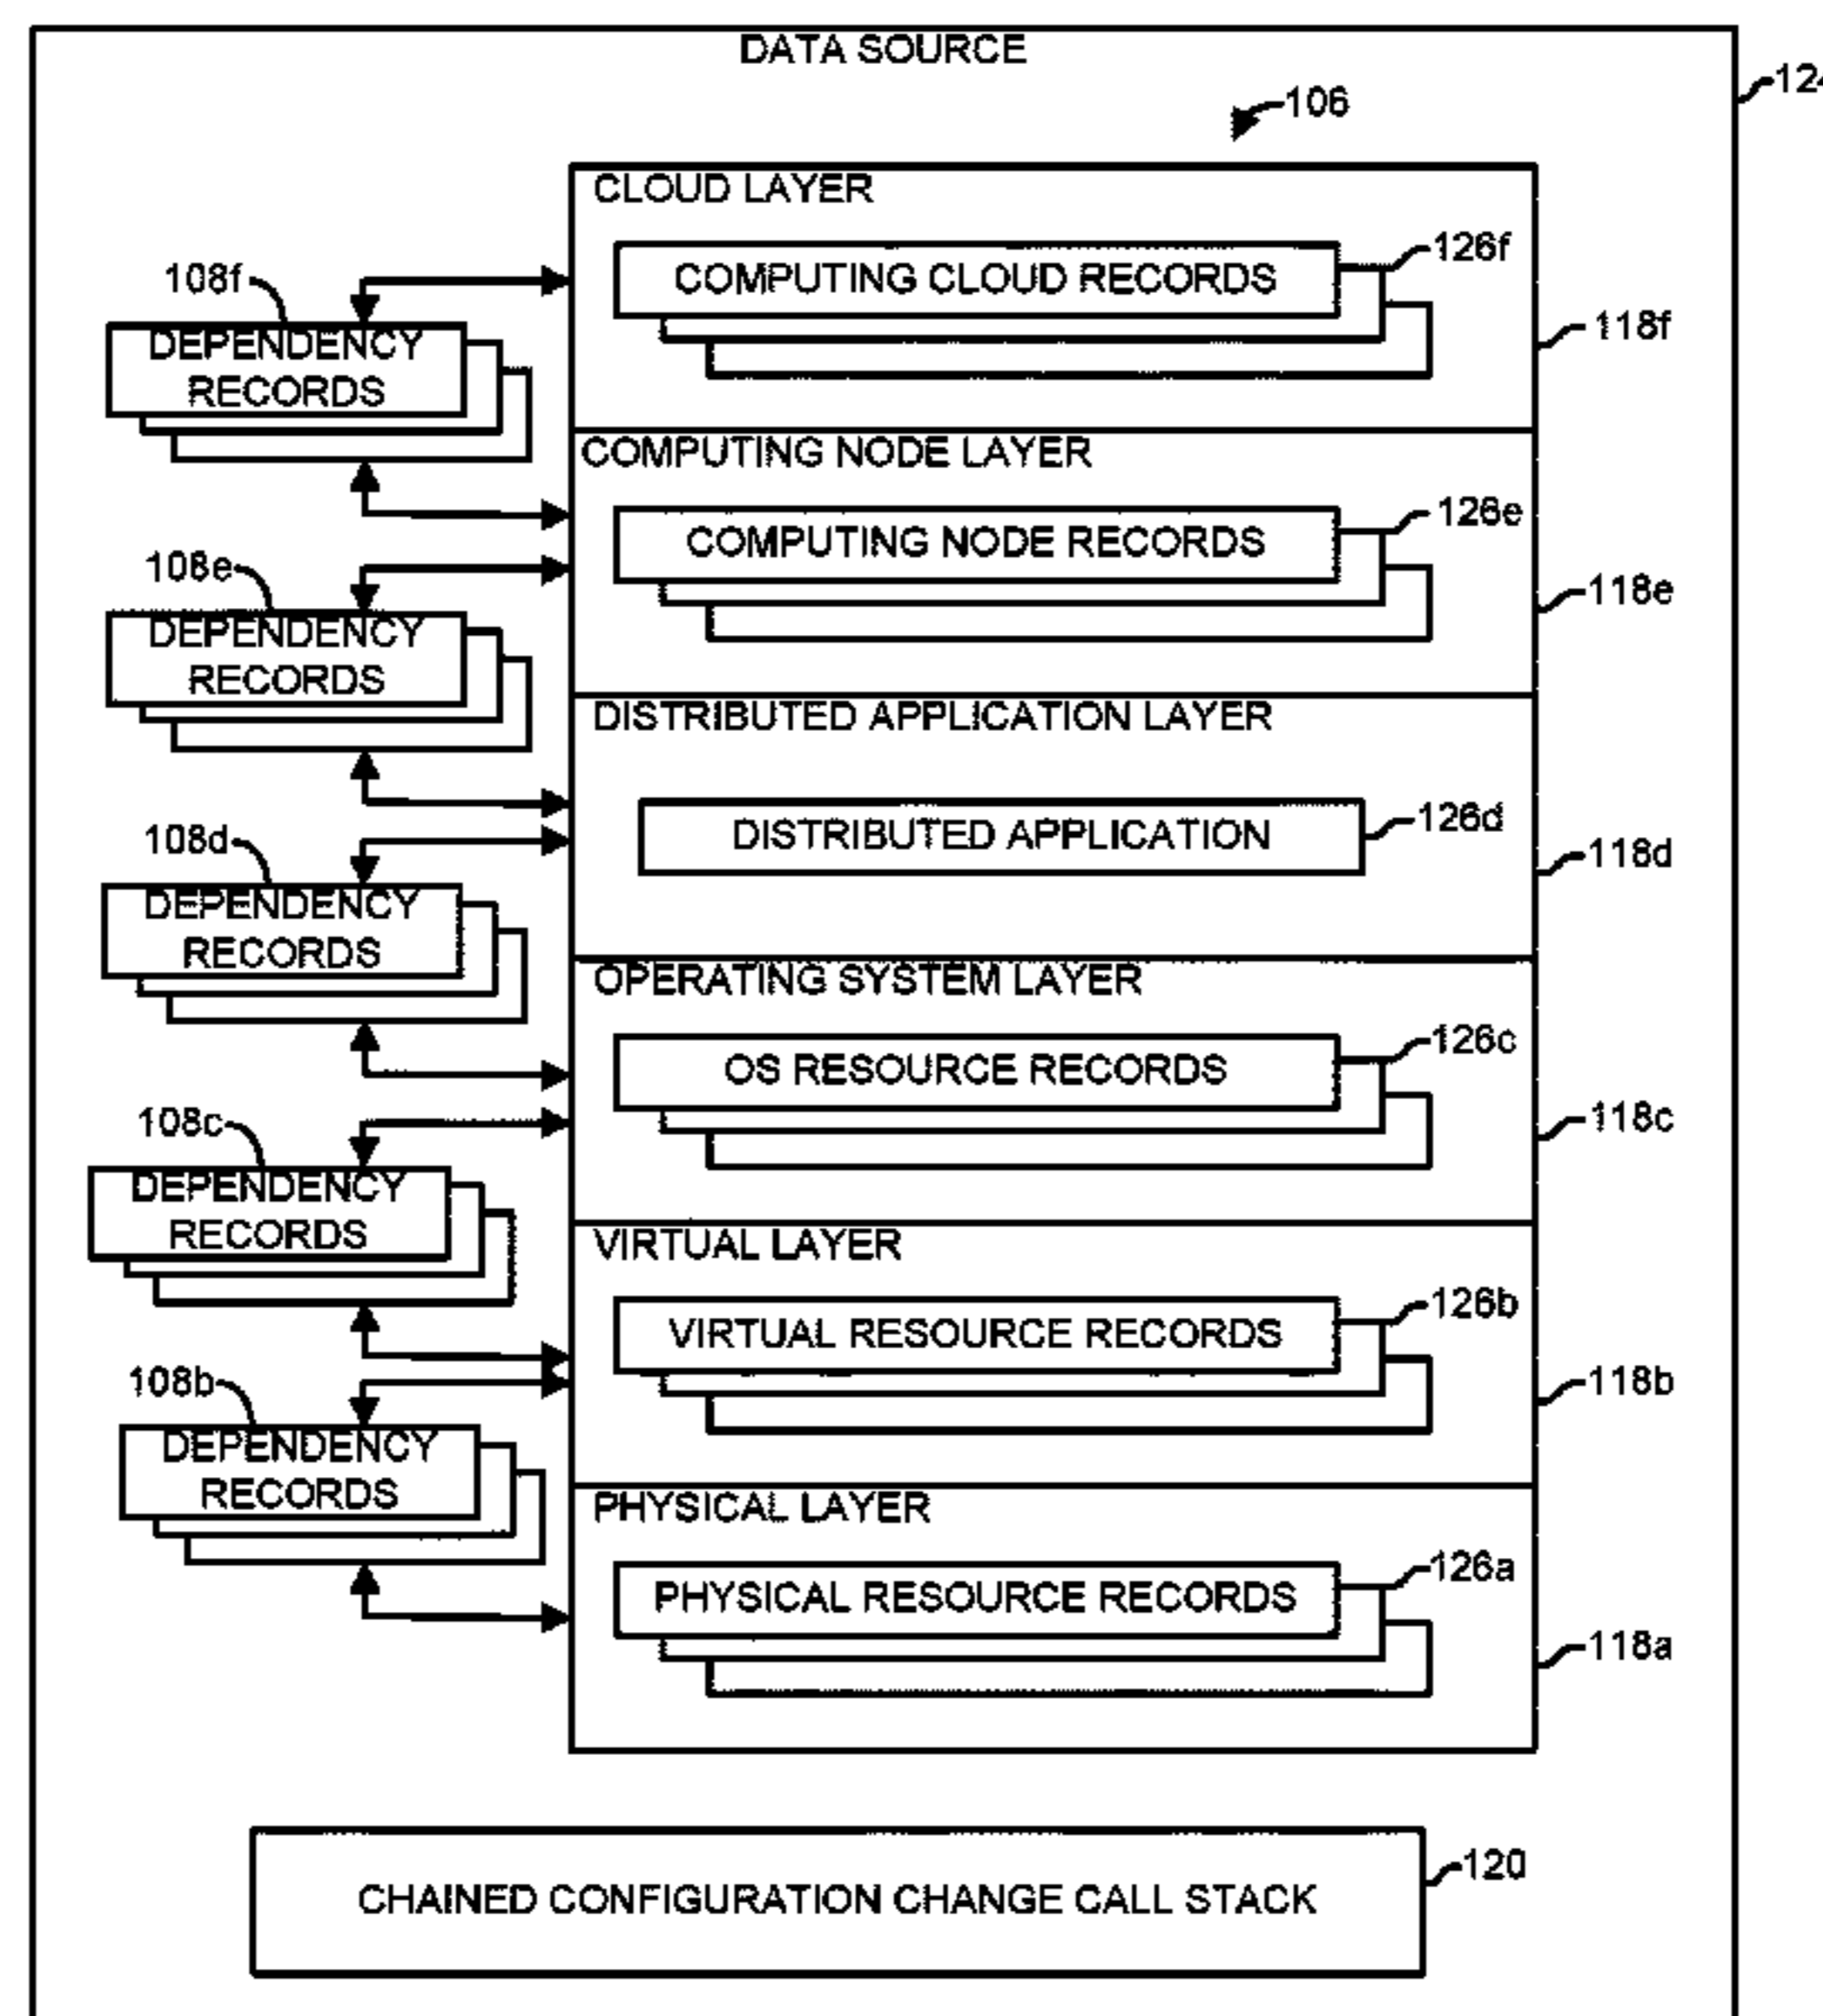 DATA SOURCE
124
106
CLOUD LAYER
126f
COMPUTING CLOUD RECORDS
108f
118f
DEPENDENCY
RECORDS
COMPUTING NODE LAYER
126e
COMPUTING NODE RECORDS
108e
118e
DEPENDENCY
RECORDS
DISTRIBUTED APPLICATION LAYER
126d
DISTRIBUTED APPLICATION
108d
118d
DEPENDENCY
RECORDS
OPERATING SYSTEM LAYER
126c
OS RESOURCE RECORDS
108c
118c
DEPENDENCY
RECORDS
VIRTUAL LAYER
126b
VIRTUAL RESOURCE RECORDS
108b
118b
DEPENDENCY
RECORDS
PHYSICAL LAYER
126a
PHYSICAL RESOURCE RECORDS
118a
120
CHAINED CONFIGURATION CHANGE CALL STACK